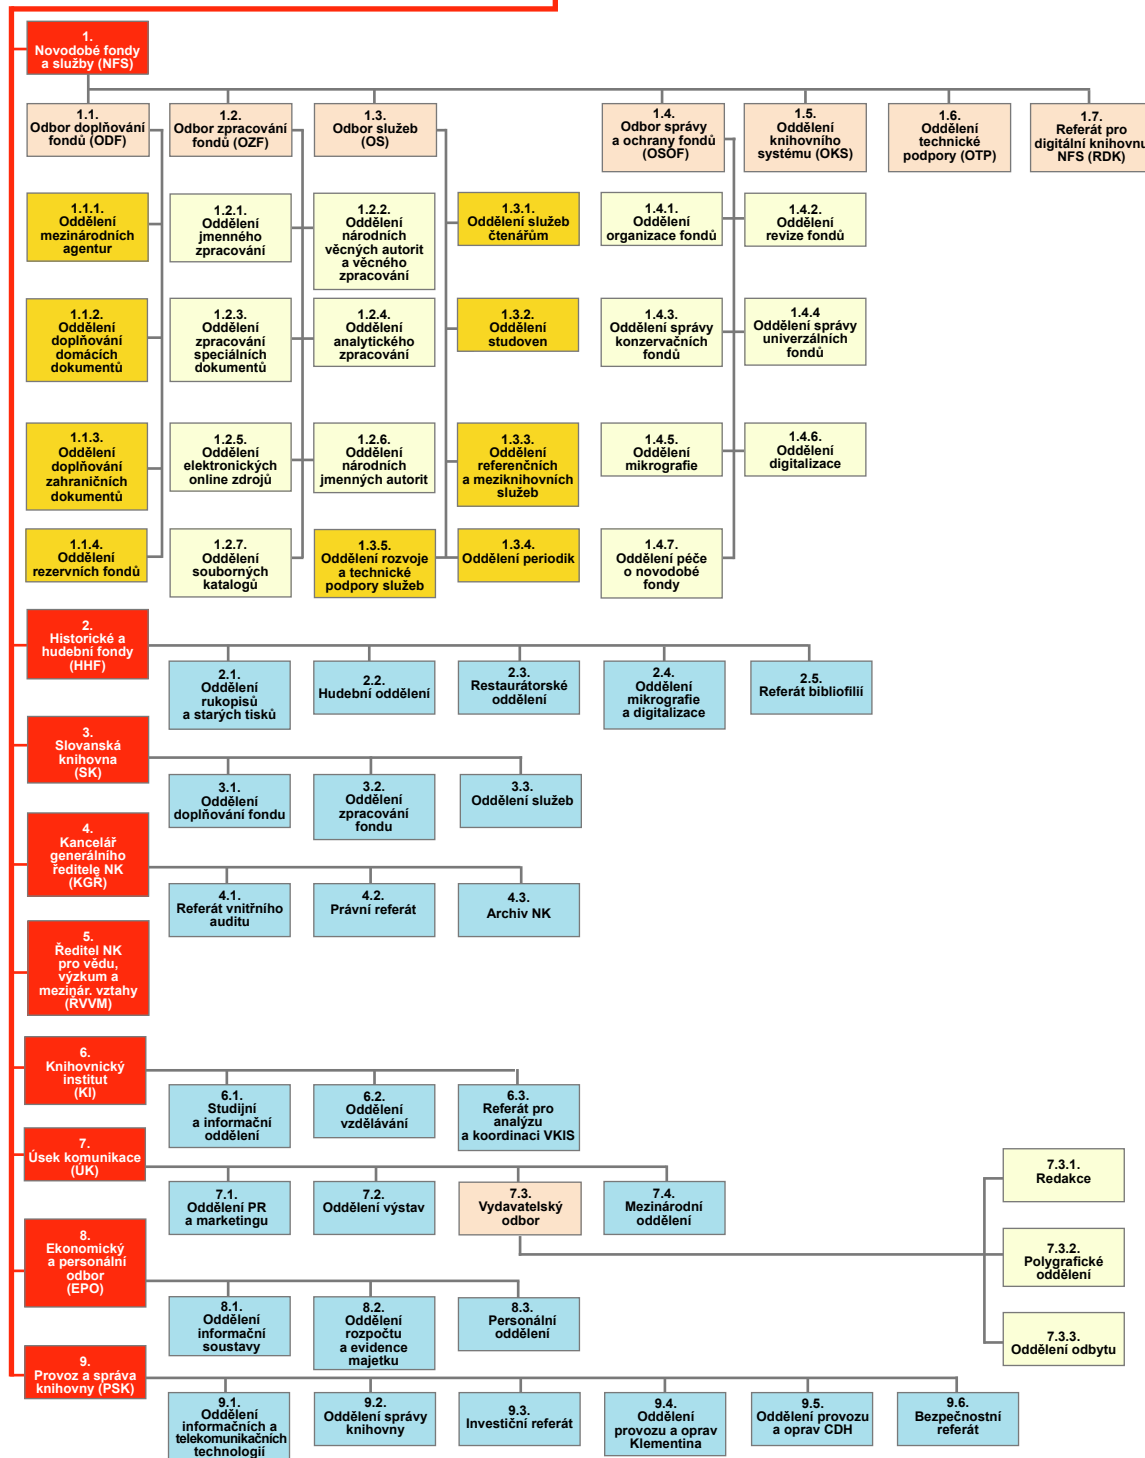 1.
Novodobé fondy
a služby (NFS)
1.1.
Odbor doplňování
fondů (ODF)
1.2.
Odbor zpracování
fondů (OZF)
1.3.
Odbor služeb
(OS)
1.4.
Odbor správy
a ochrany fondů
(OSOF)
1.5.
Oddělení
knihovního
systému (OKS)
1.6.
Oddělení
technické
podpory (OTP)
1.7.
Referát pro
digitální knihovnu
NFS (RDK)
1.1.1.
Oddělení
mezinárodních
agentur
1.2.1.
Oddělení
jmenného
zpracování
1.2.2.
Oddělení
národních
věcných autorit
a věcného
zpracování
1.3.1.
Oddělení služeb
čtenářům
1.4.1.
Oddělení
organizace fondů
1.4.2.
Oddělení
revize fondů
1.1.2.
Oddělení
doplňování
domácích
dokumentů
1.2.3.
Oddělení
zpracování
speciálních
dokumentů
1.2.4.
Oddělení
analytického
zpracování
1.3.2.
Oddělení
studoven
1.4.3.
Oddělení správy
konzervačních
fondů
1.4.4
Oddělení správy
univerzálních
fondů
1.1.3.
Oddělení
doplňování
zahraničních
dokumentů
1.2.5.
Oddělení
elektronických
online zdrojů
1.2.6.
Oddělení
národních
jmenných autorit
1.3.3.
Oddělení
referenčních
a meziknihovních
služeb
1.4.5.
Oddělení
mikrografie
1.4.6.
Oddělení
digitalizace
1.1.4.
Oddělení
rezervních fondů
1.2.7.
Oddělení
souborných
katalogů
1.3.5.
Oddělení rozvoje
a technické
podpory služeb
1.3.4.
Oddělení periodik
1.4.7.
Oddělení péče
o novodobé
fondy
2.
Historické a
hudební fondy
(HHF)
2.1.
Oddělení
rukopisů
a starých tisků
2.2.
Hudební oddělení
2.3.
Restaurátorské
oddělení
2.4.
Oddělení
mikrografie
a digitalizace
2.5.
Referát bibliofilií
3.
Slovanská
knihovna
(SK)
3.1.
Oddělení
doplňování fondu
3.2.
Oddělení
zpracování
fondu
3.3.
Oddělení služeb
4.
Kancelář
generálního
ředitele NK
(KGŘ)
4.1.
Referát vnitřního
auditu
4.2.
Právní referát
4.3.
Archiv NK
5.
Ředitel NK
pro vědu,
výzkum a
mezinár. vztahy
(ŘVVM)
6.
Knihovnický
institut
(KI)
6.1.
Studijní
a informační
oddělení
6.2.
Oddělení
vzdělávání
6.3.
Referát pro
analýzu
a koordinaci VKIS
7.
Úsek komunikace
(ÚK)
7.1.
Oddělení PR
a marketingu
7.2.
Oddělení výstav
7.3.
Vydavatelský
odbor
7.4.
Mezinárodní
oddělení
7.3.1.
Redakce
7.3.2.
Polygrafické
oddělení
7.3.3.
Oddělení odbytu
8.
Ekonomický
a personální
odbor
(EPO)
8.1.
Oddělení
informační
soustavy
8.2.
Oddělení
rozpočtu
a evidence
majetku
8.3.
Personální
oddělení
9.
Provoz a správa
knihovny (PSK)
9.1.
Oddělení
informačních a
telekomunikačních
technologií
9.2.
Oddělení správy
knihovny
9.3.
Investiční referát
9.4.
Oddělení
provozu a oprav
Klementina
9.5.
Oddělení provozu
a oprav CDH
9.6.
Bezpečnostní
referát